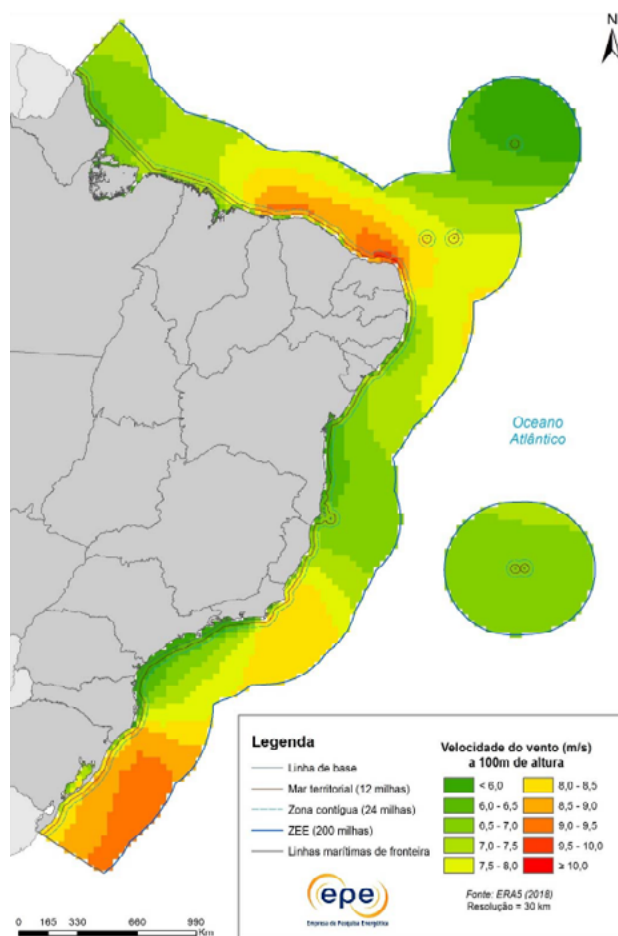 N
Oceano
Atlântico
Legenda
Linha de base
Mar territorial (12 milhas)
Zona contígua (24 milhas)
ZEE (200 milhas)
Linhas marítimas de fronteira
Velocidade do vento (m/s)
a 100m de altura
< 6,0
6,0 - 6,5
6,5 - 7,0
7,0 - 7,5
7,5 - 8,0
8,0 - 8,5
8,5 - 9,0
9,0 - 9,5
9,5 - 10,0
≥ 10,0
epe
Empresa de Pesquisa Energética
Fonte: ERA5 (2018)
Resolução = 30 km
0 165 330 660 990
Km